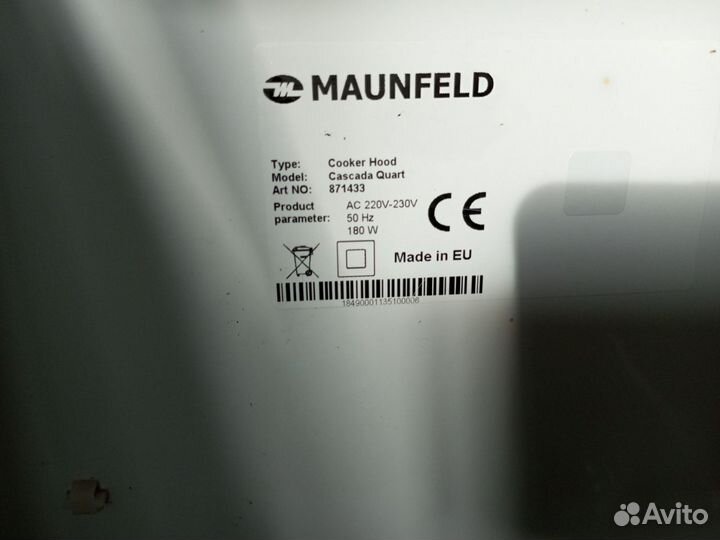 MAUNFELD
Type: Cooker Hood
Model: Cascada Quart
Art NO: 871433
Product parameter: AC 220V-230V
50 Hz
180 W
CE
Made in EU
18490001135100006
Avito